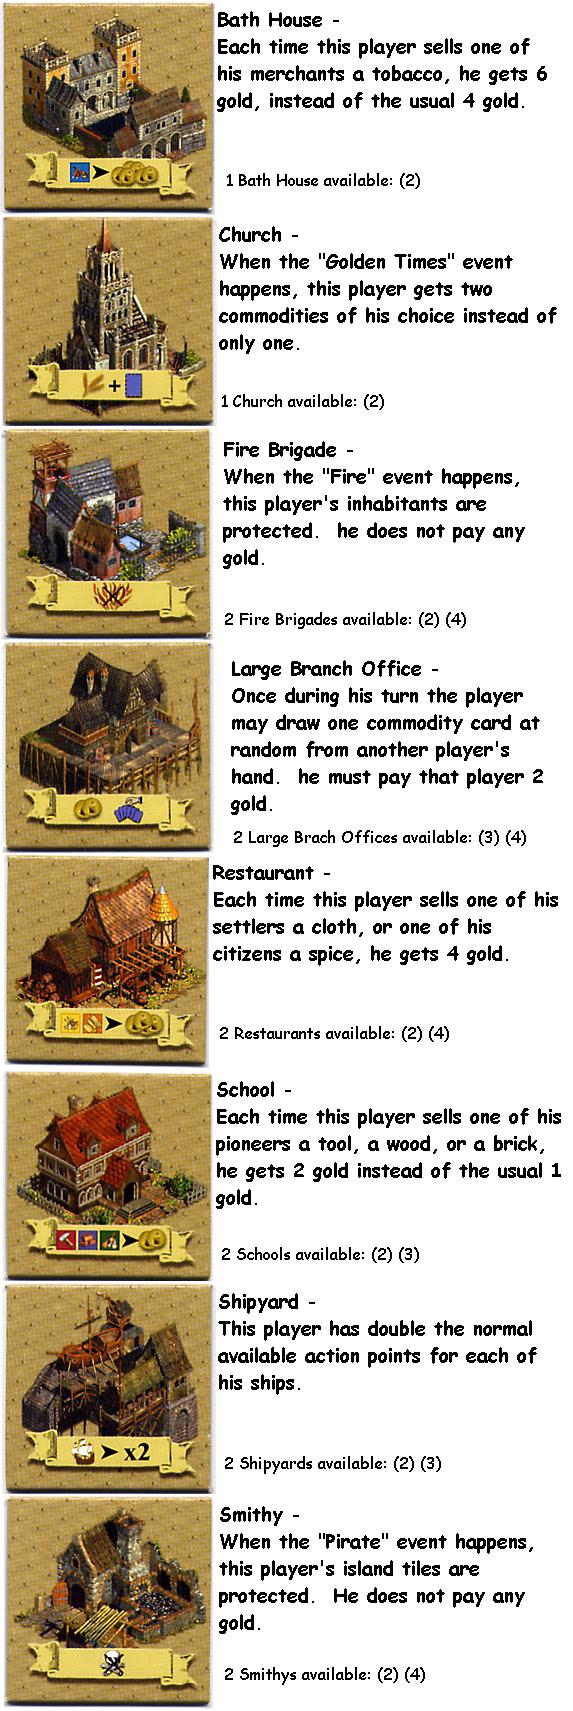 Bath House -
Each time this player sells one of
his merchants a tobacco, he gets 6
gold, instead of the usual 4 gold.
1 Bath House available: (2)
Church -
When the "Golden Times" event
happens, this player gets two
commodities of his choice instead of
only one.
+
1 Church available: (2)
Fire Brigade -
When the "Fire" event happens,
this player's inhabitants are
protected. he does not pay any
gold.
2 Fire Brigades available: (2) (4)
Large Branch Office -
Once during his turn the player
may draw one commodity card at
random from another player's
hand. he must pay that player 2
gold.
2 Large Brach Offices available: (3) (4)
Restaurant -
Each time this player sells one of his
settlers a cloth, or one of his
citizens a spice, he gets 4 gold.
2 Restaurants available: (2) (4)
School -
Each time this player sells one of his
pioneers a tool, a wood, or a brick,
he gets 2 gold instead of the usual 1
gold.
2 Schools available: (2) (3)
Shipyard -
This player has double the normal
available action points for each of
his ships.
x2
2 Shipyards available: (2) (3)
Smithy -
When the "Pirate" event happens,
this player's island tiles are
protected. He does not pay any
gold.
2 Smithys available: (2) (4)